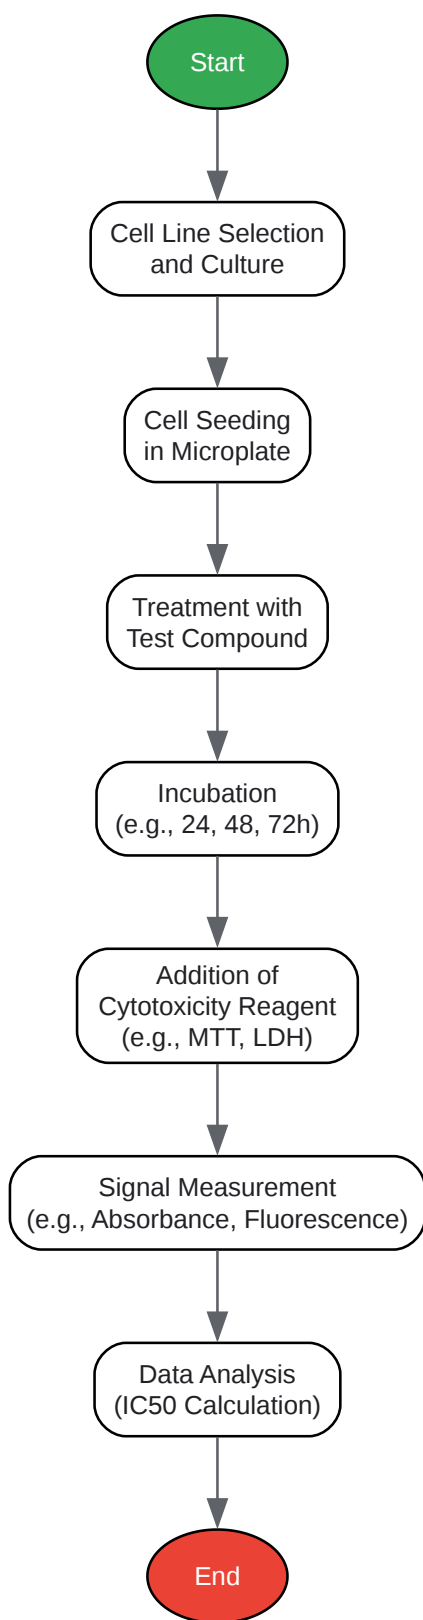 Start
Cell Line Selection
and Culture
Cell Seeding
in Microplate
Treatment with
Test Compound
Incubation
(e.g., 24, 48, 72h)
Addition of
Cytotoxicity Reagent
(e.g., MTT, LDH)
Signal Measurement
(e.g., Absorbance, Fluorescence)
Data Analysis
(IC50 Calculation)
End